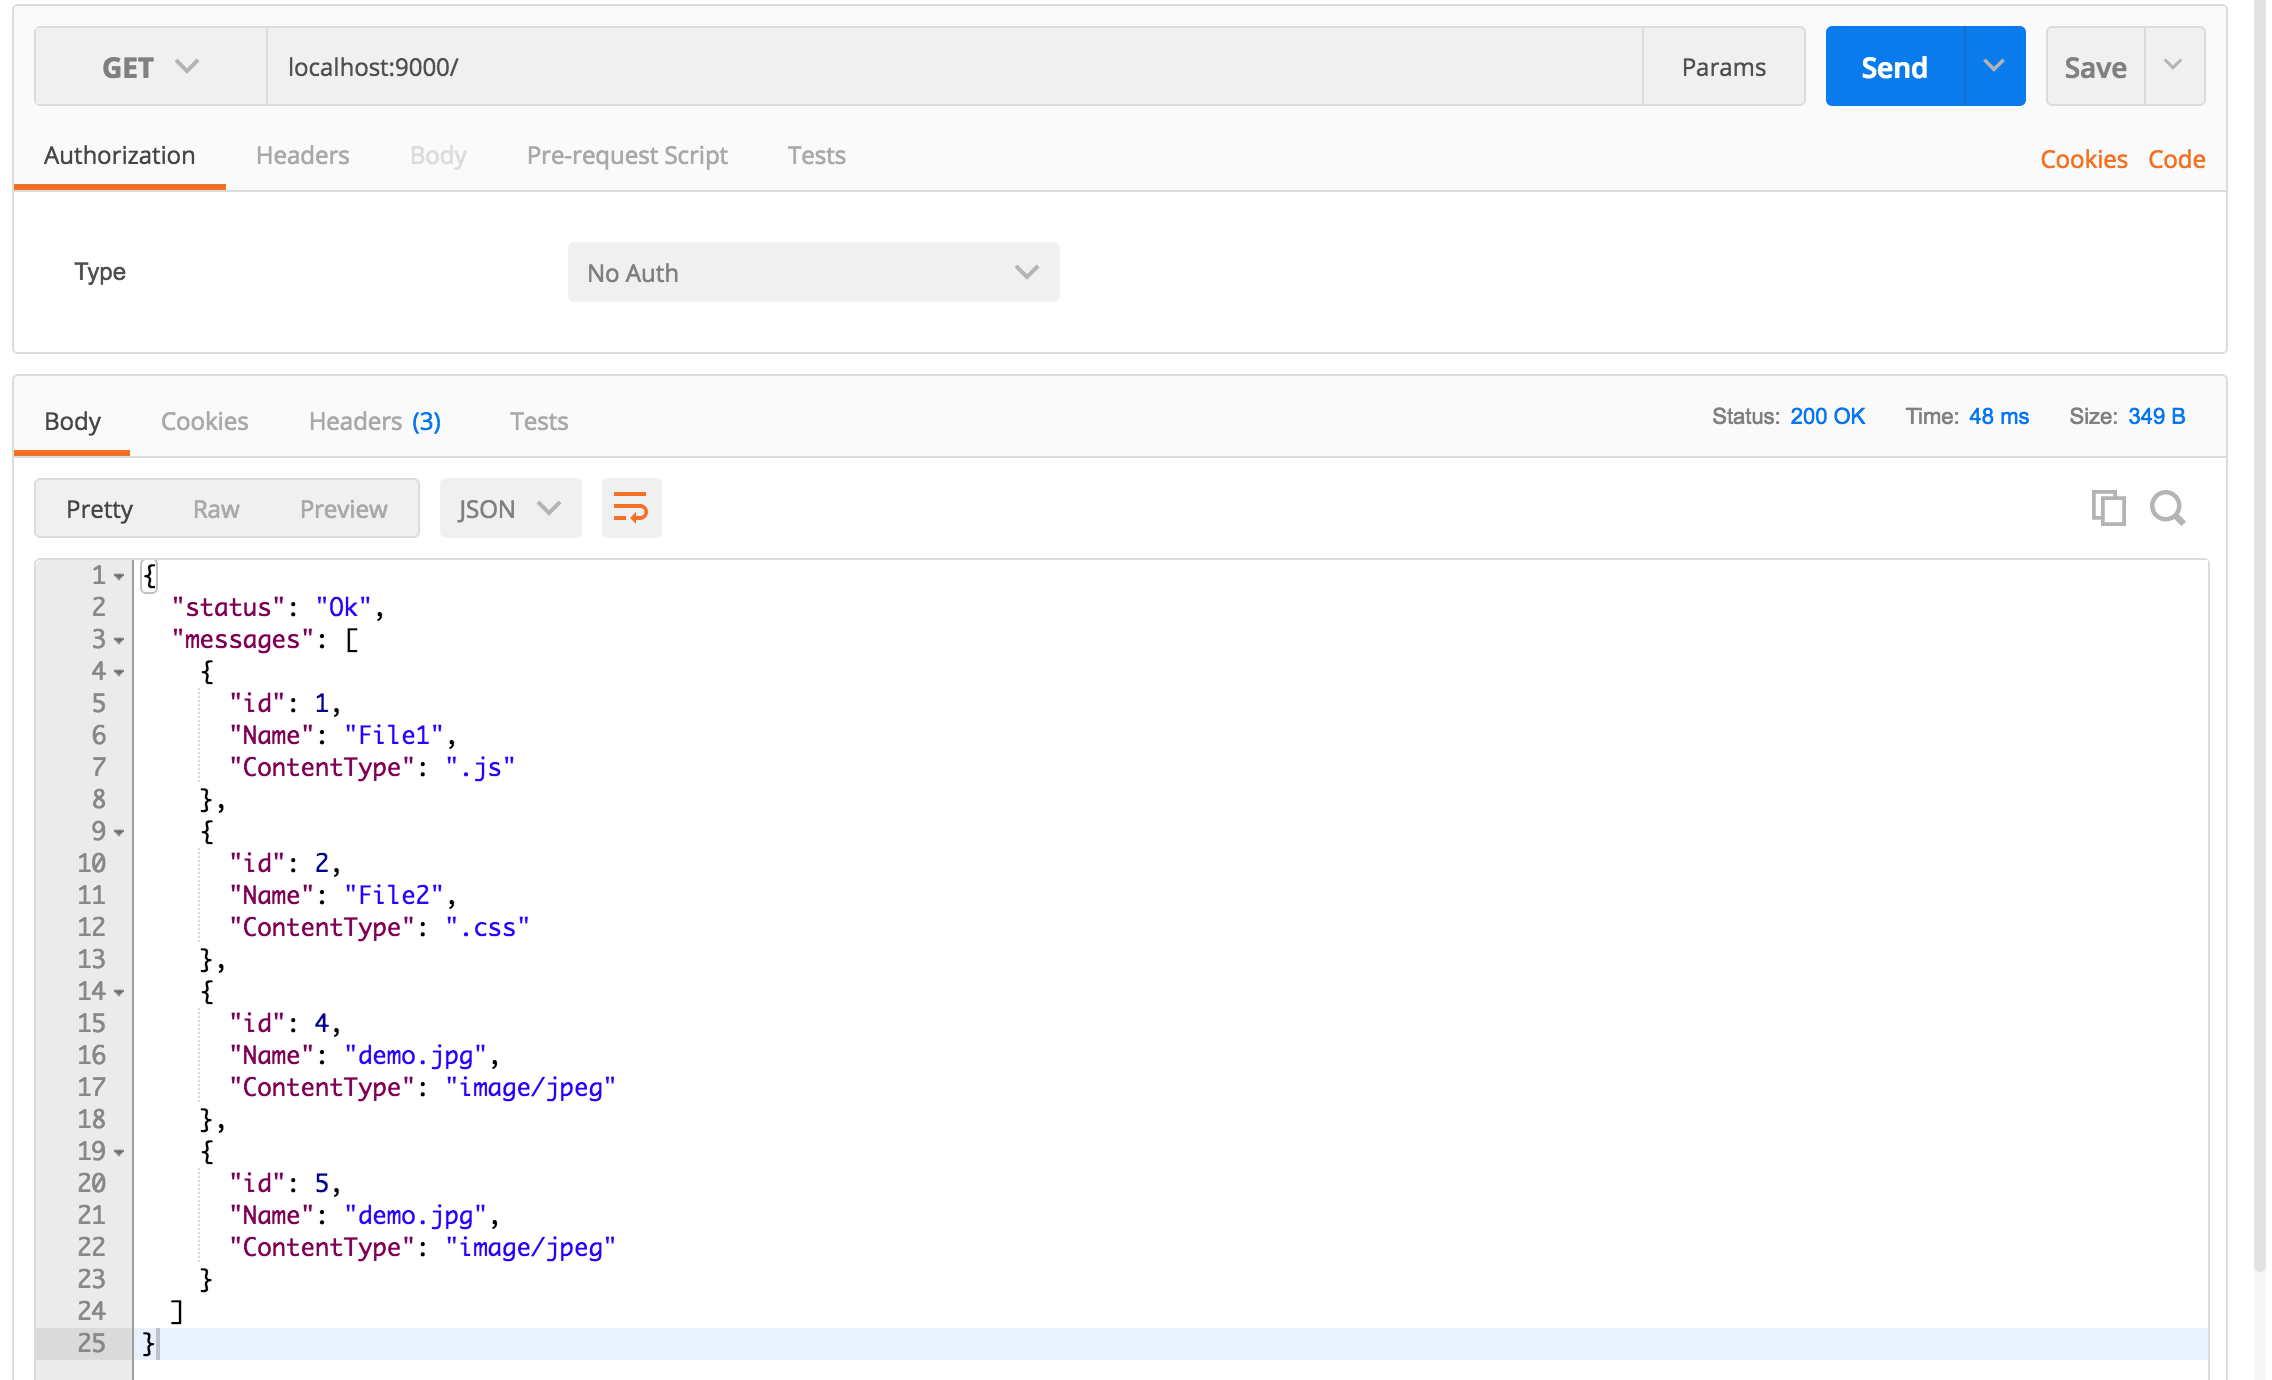 GET localhost:9000/ Params Send Save
Authorization Headers Body Pre-request Script Tests Cookies Code
Type No Auth
Body Cookies Headers (3) Tests Status: 200 OK Time: 48 ms Size: 349 B
Pretty Raw Preview JSON
1 {
2 "status": "Ok",
3 "messages": [
4 {
5 "id": 1,
6 "Name": "File1",
7 "ContentType": ".js"
8 },
9 {
10 "id": 2,
11 "Name": "File2",
12 "ContentType": ".css"
13 },
14 {
15 "id": 4,
16 "Name": "demo.jpg",
17 "ContentType": "image/jpeg"
18 },
19 {
20 "id": 5,
21 "Name": "demo.jpg",
22 "ContentType": "image/jpeg"
23 }
24 ]
25 }